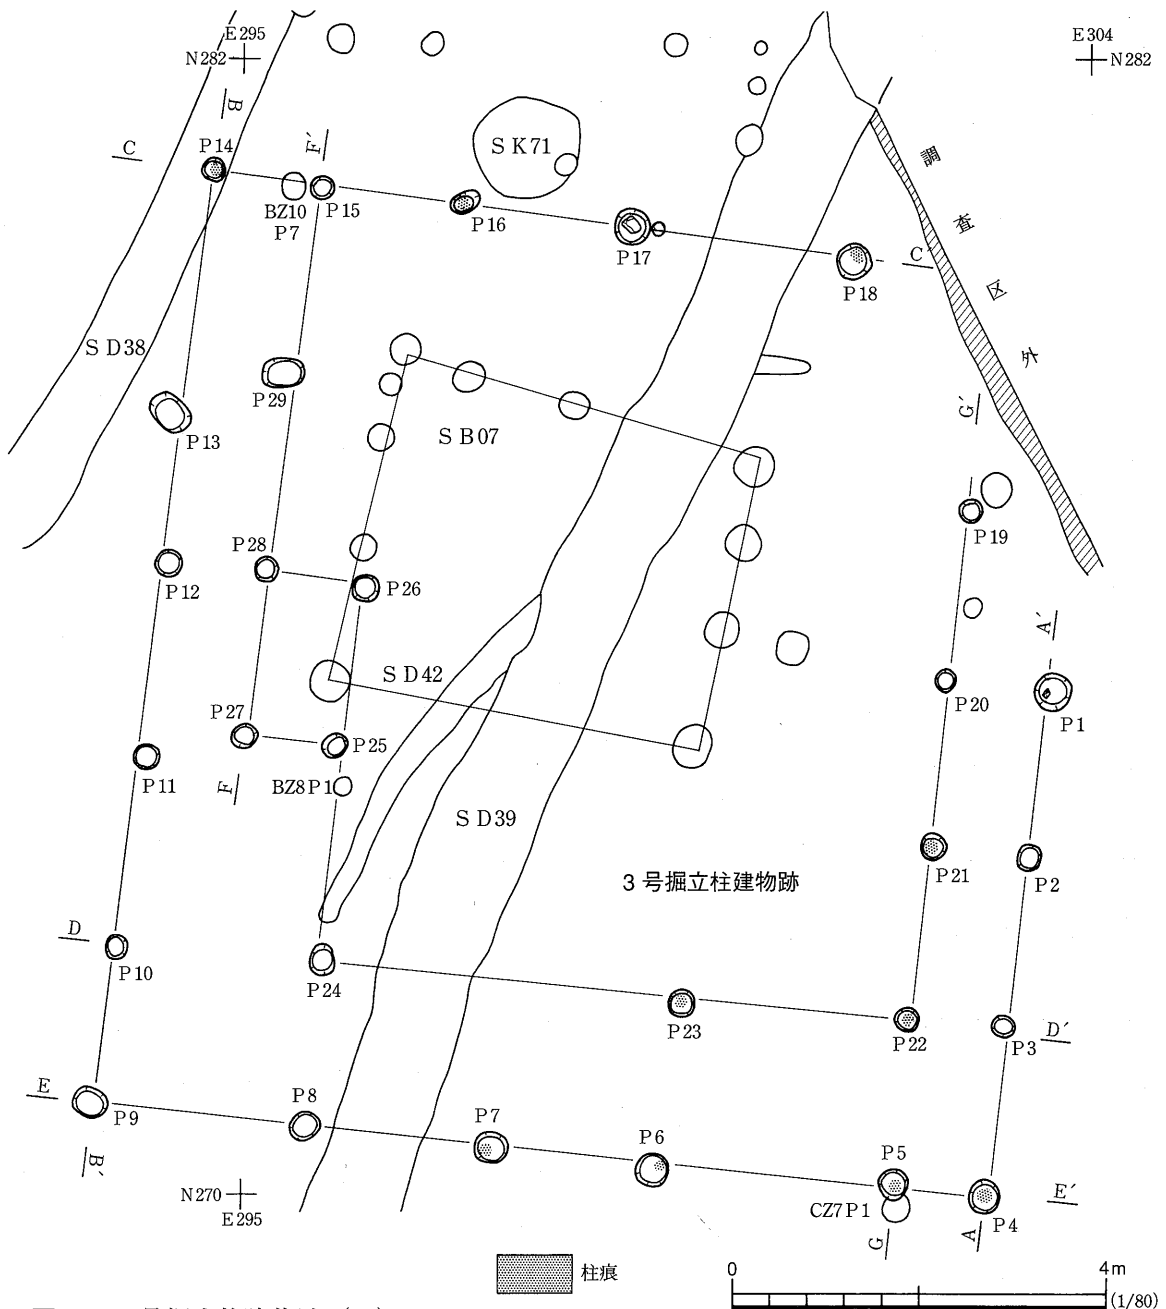 E295
N282
E304
N282
B
C
P14
F′
SK71
BZ10
P7
P15
P16
P17
P18
C′
調査区外
SD38
P29
P13
SB07
G′
P19
P28
P12
P26
A′
SD42
P20
P1
P27
P25
P11
BZ8P1
F
SD39
3号掘立柱建物跡
P21
P2
D
P10
P24
P23
P22
P3
D′
E
P9
P8
P7
P6
P5
B′
N270
E295
CZ7P1
P4
E′
G
A
柱痕
0
4m
(1/80)